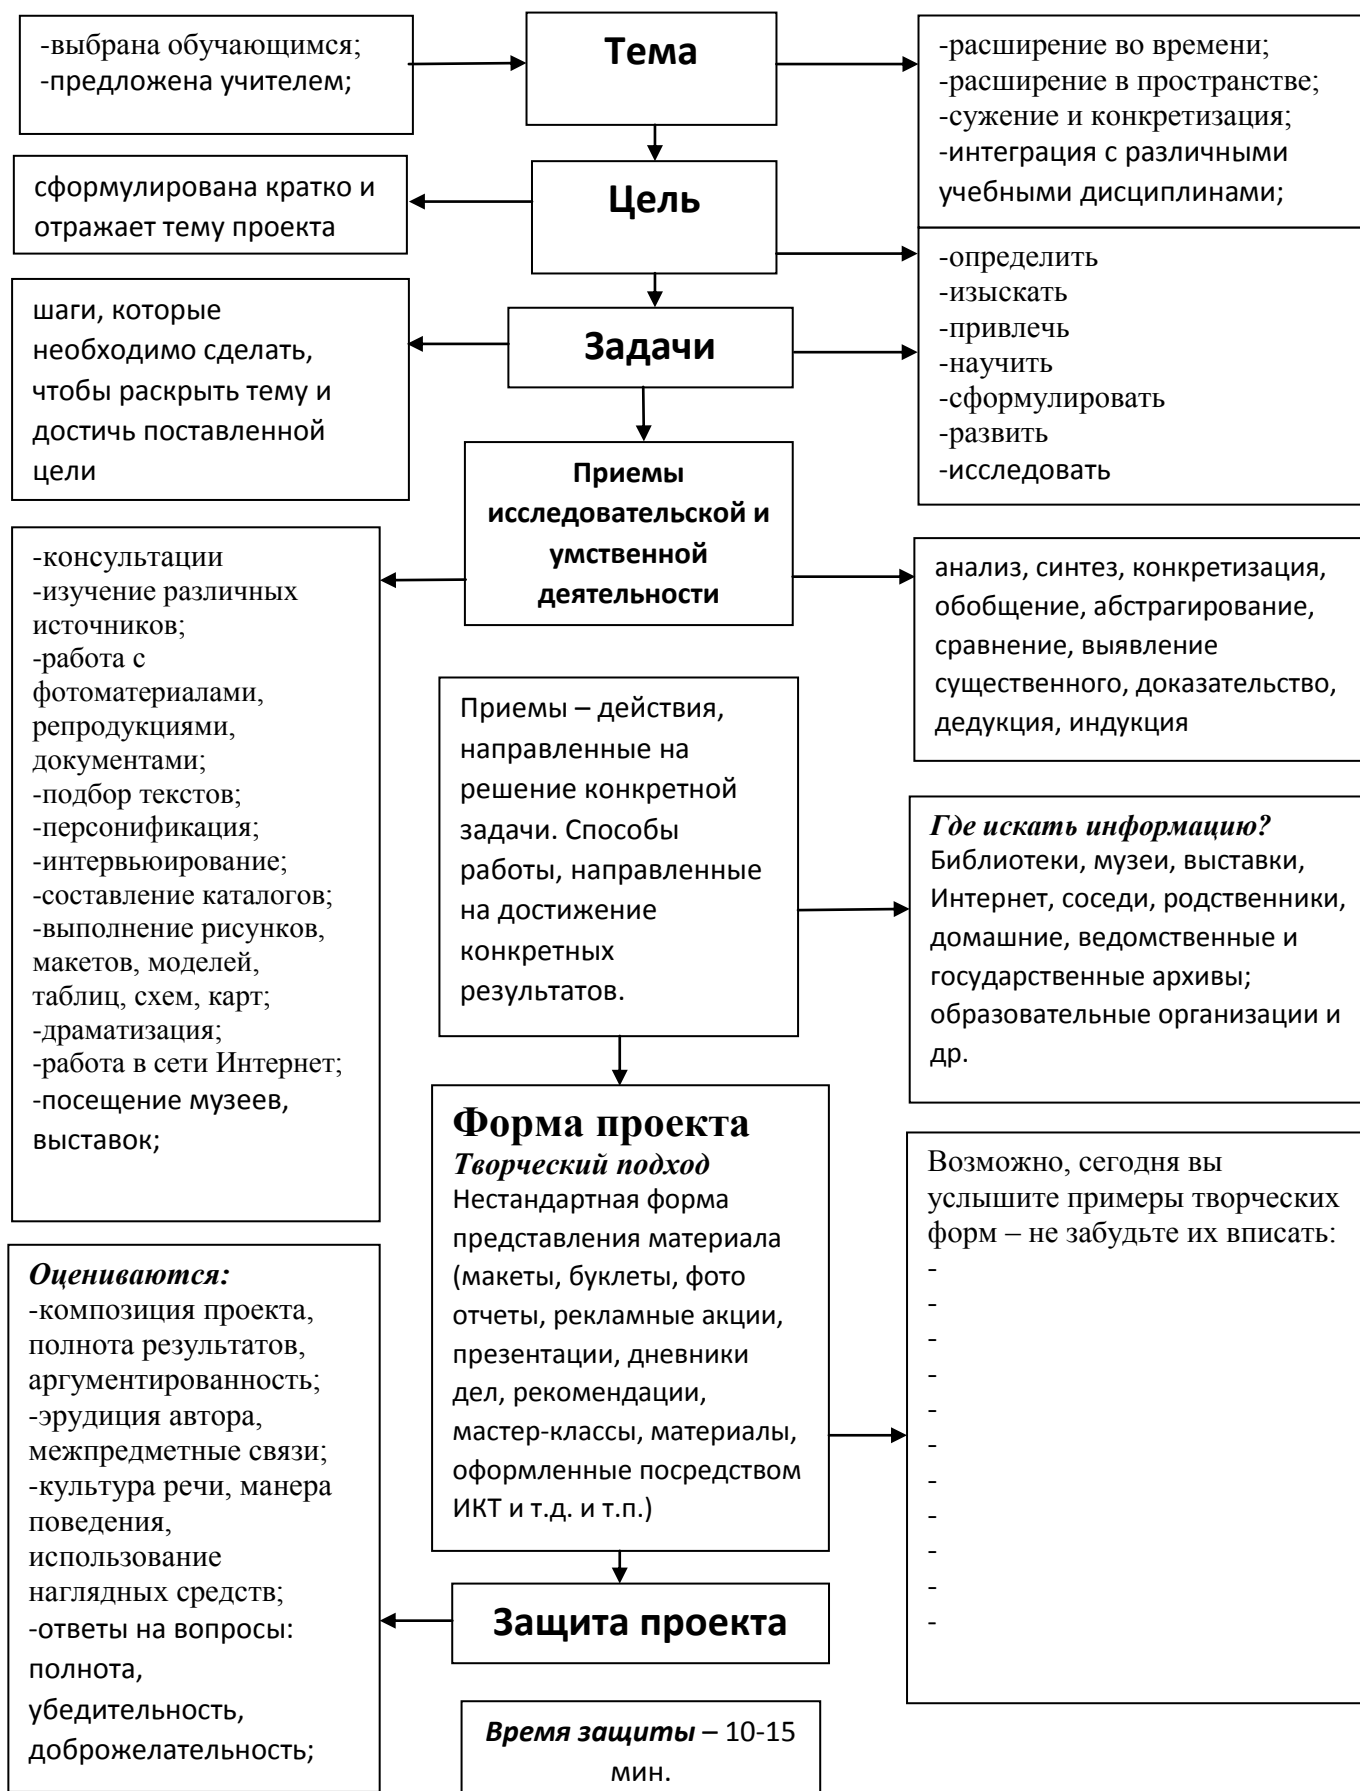 -выбрана обучающимся;
-предложена учителем;
Тема
-расширение во времени;
-расширение в пространстве;
-сужение и конкретизация;
-интеграция с различными
учебными дисциплинами;
сформулирована кратко и
отражает тему проекта
Цель
-определить
-изыскать
-привлечь
-научить
-сформулировать
-развить
-исследовать
шаги, которые
необходимо сделать,
чтобы раскрыть тему и
достичь поставленной
цели
Задачи
Приемы
исследовательской и
умственной
деятельности
-консультации
-изучение различных
источников;
-работа с
фотоматериалами,
репродукциями,
документами;
-подбор текстов;
-персонификация;
-интервьюирование;
-составление каталогов;
-выполнение рисунков,
макетов, моделей,
таблиц, схем, карт;
-драматизация;
-работа в сети Интернет;
-посещение музеев,
выставок;
анализ, синтез, конкретизация,
обобщение, абстрагирование,
сравнение, выявление
существенного, доказательство,
дедукция, индукция
Приемы – действия,
направленные на
решение конкретной
задачи. Способы
работы, направленные
на достижение
конкретных
результатов.
Где искать информацию?
Библиотеки, музеи, выставки,
Интернет, соседи, родственники,
домашние, ведомственные и
государственные архивы;
образовательные организации и
др.
Форма проекта
Творческий подход
Нестандартная форма
представления материала
(макеты, буклеты, фото
отчеты, рекламные акции,
презентации, дневники
дел, рекомендации,
мастер-классы, материалы,
оформленные посредством
ИКТ и т.д. и т.п.)
Возможно, сегодня вы
услышите примеры творческих
форм – не забудьте их вписать:
-
-
-
-
-
-
-
-
-
-
-
Оцениваются:
-композиция проекта,
полнота результатов,
аргументированность;
-эрудиция автора,
межпредметные связи;
-культура речи, манера
поведения,
использование
наглядных средств;
-ответы на вопросы:
полнота,
убедительность,
доброжелательность;
Защита проекта
Время защиты – 10-15
мин.